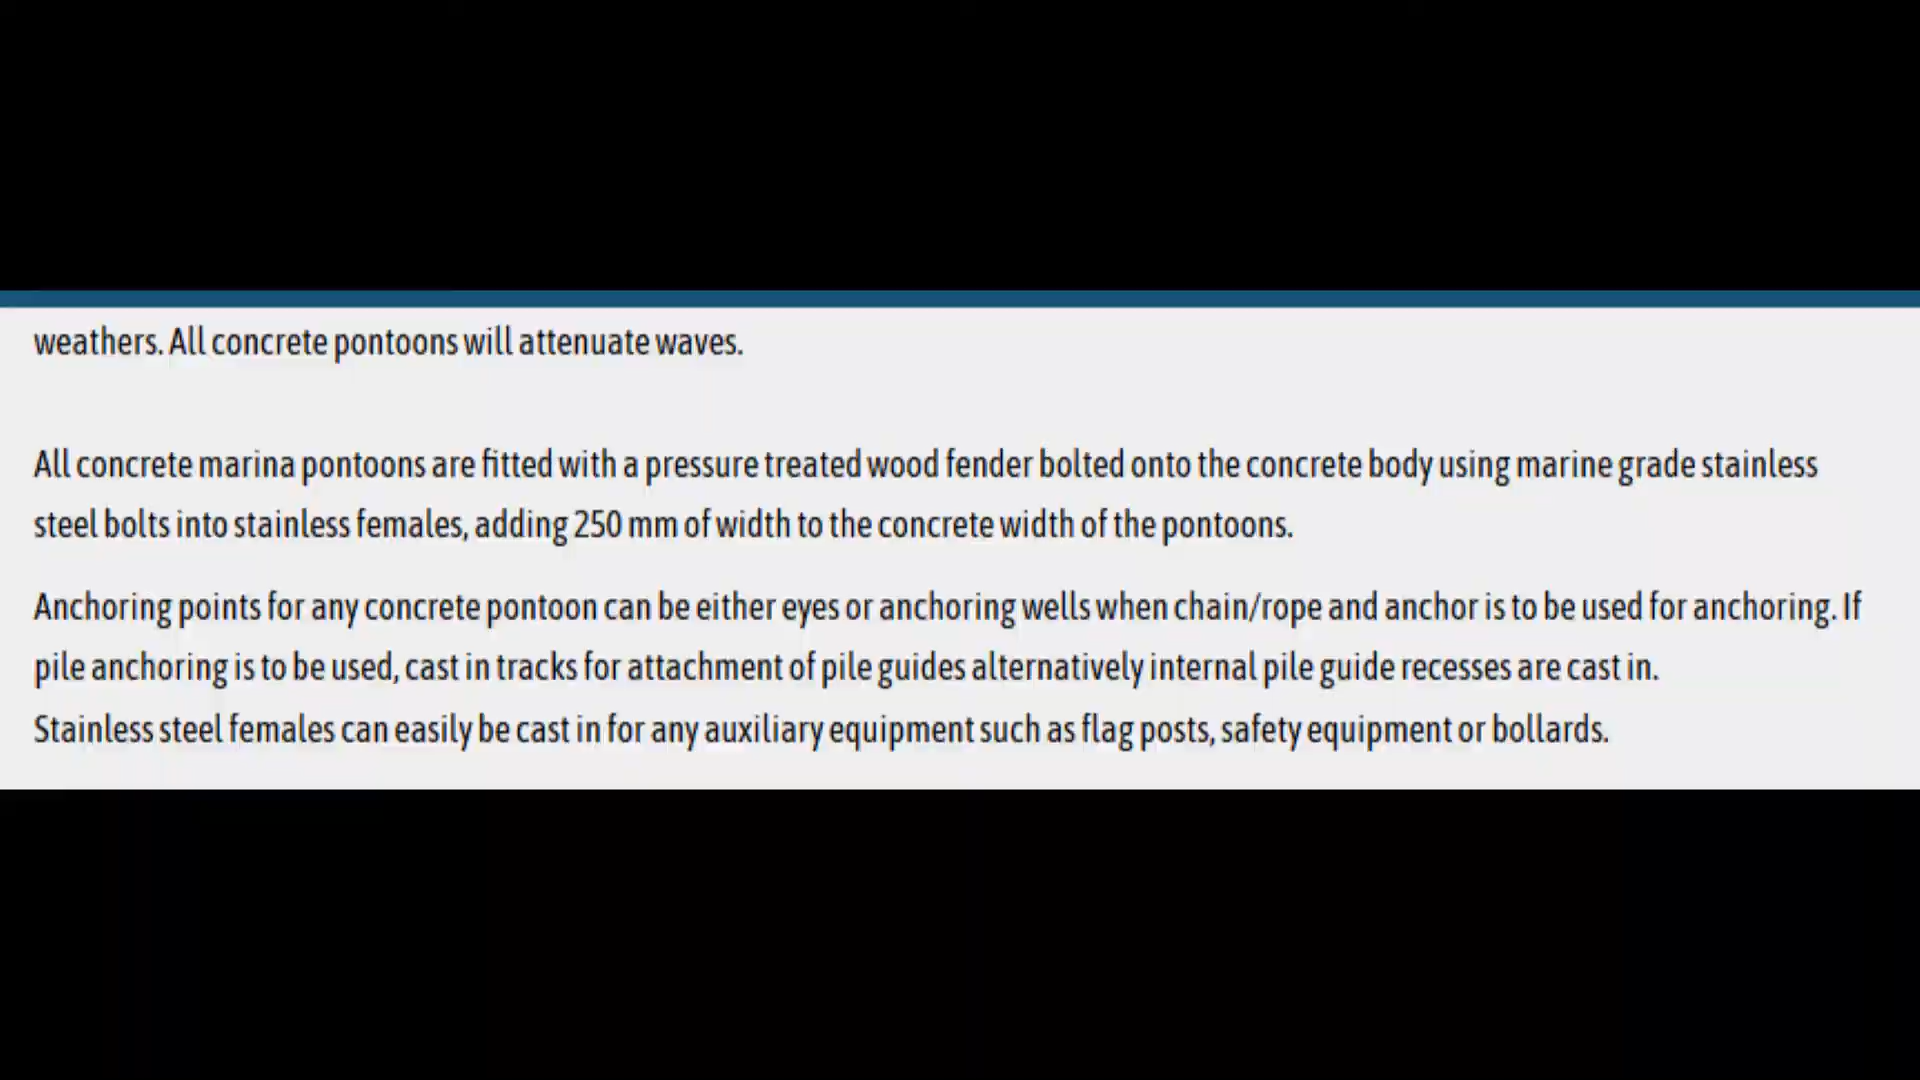 weathers. All concrete pontoons will attenuate waves.
All concrete marina pontoons are fitted with a pressure treated wood fender bolted onto the concrete body using marine grade stainless
steel bolts into stainless females, adding 250 mm of width to the concrete width of the pontoons.
Anchoring points for any concrete pontoon can be either eyes or anchoring wells when chain/rope and anchor is to be used for anchoring. If
pile anchoring is to be used, cast in tracks for attachment of pile guides alternatively internal pile guide recesses are cast in.
Stainless steel females can easily be cast in for any auxiliary equipment such as flag posts, safety equipment or bollards.